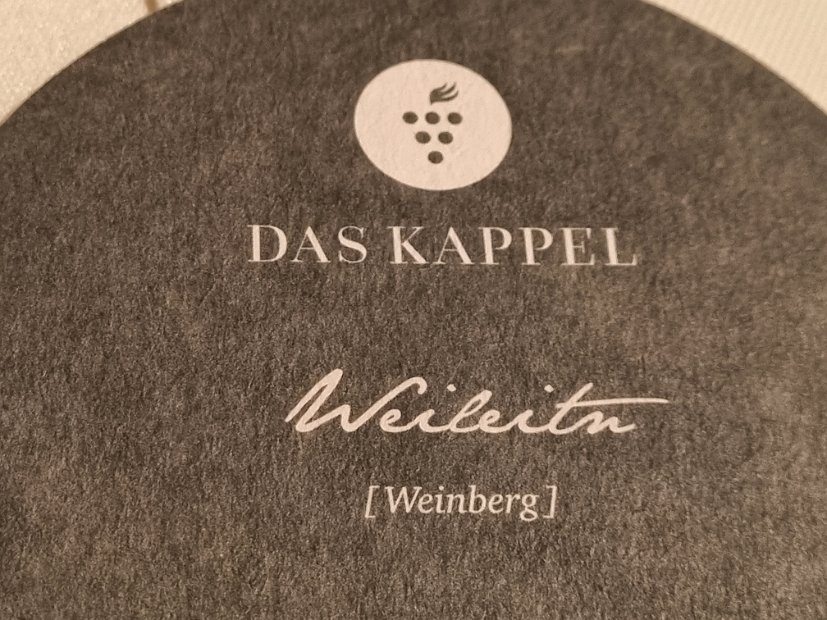 DAS KAPPEL
Weileitn
[Weinberg]